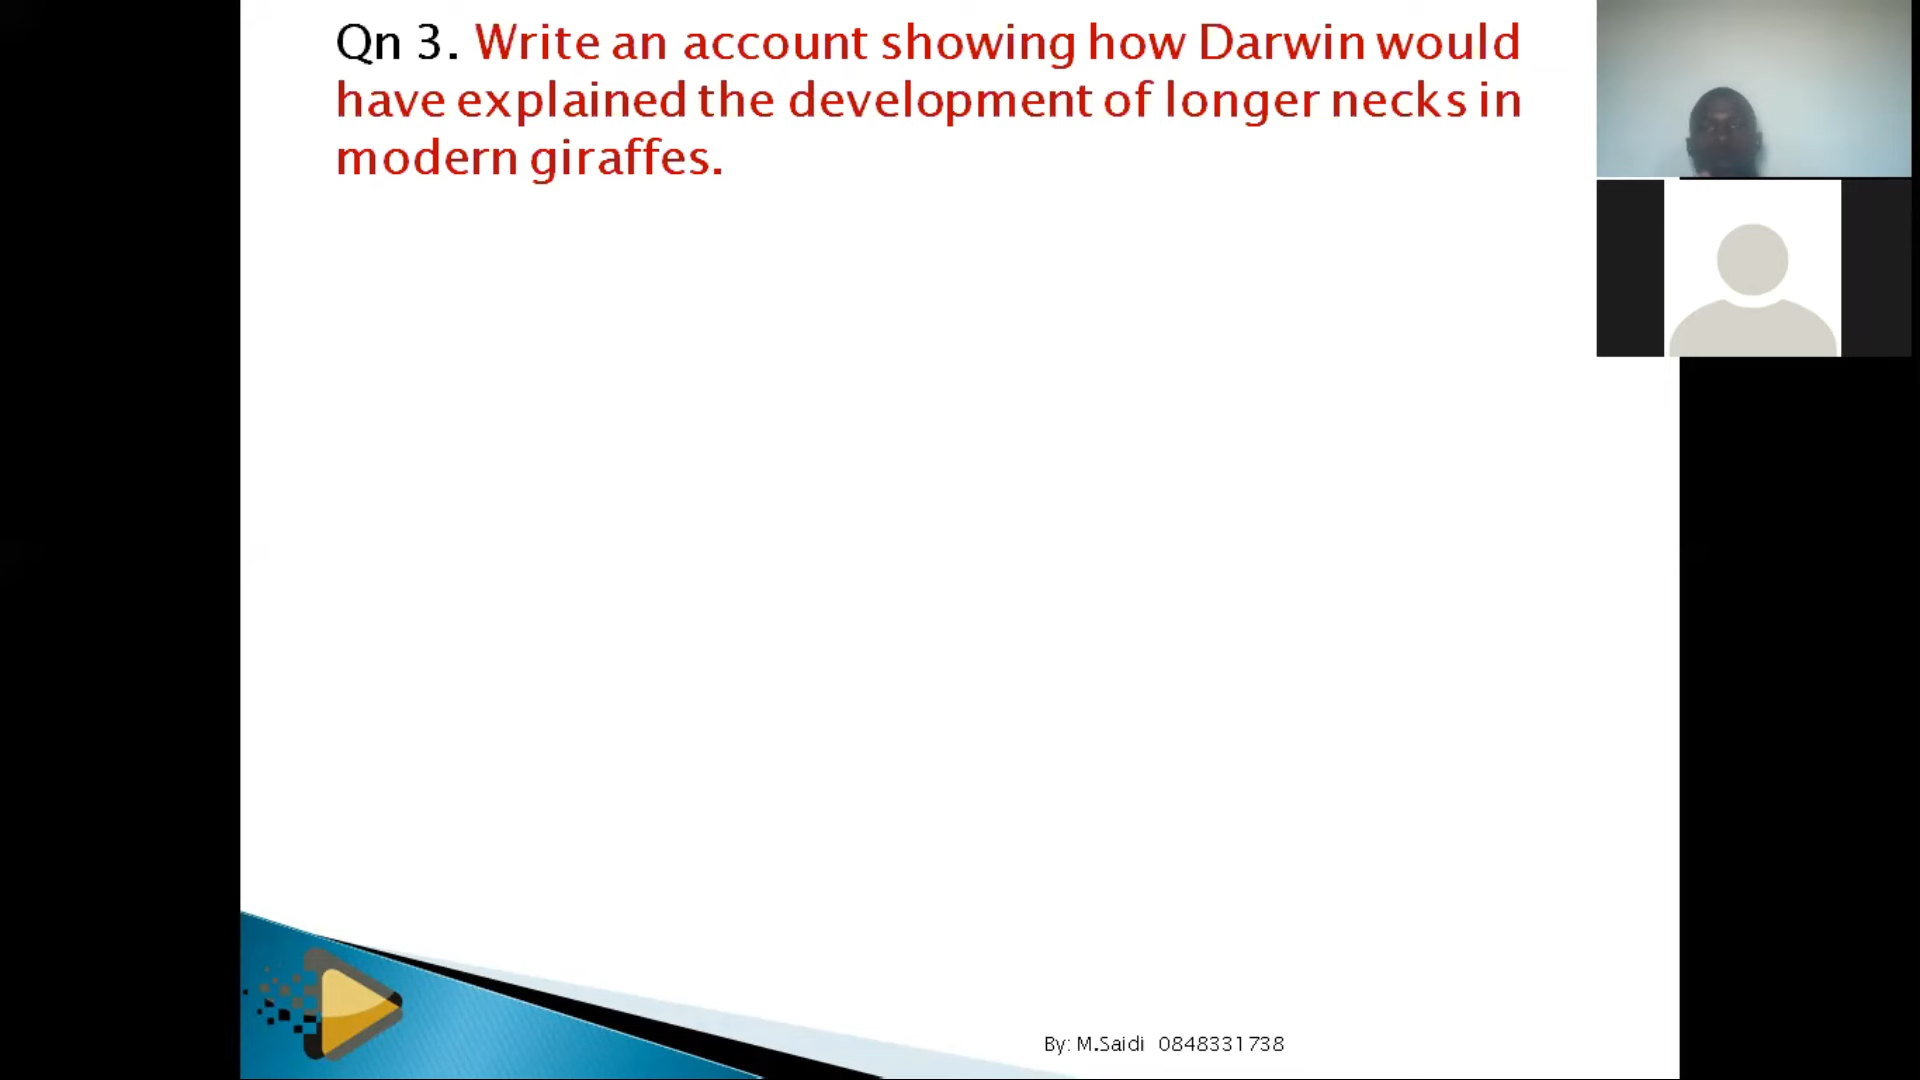 Qn 3. Write an account showing how Darwin would
have explained the development of longer necks in
modern giraffes.
By: M.Saidi 0848331738